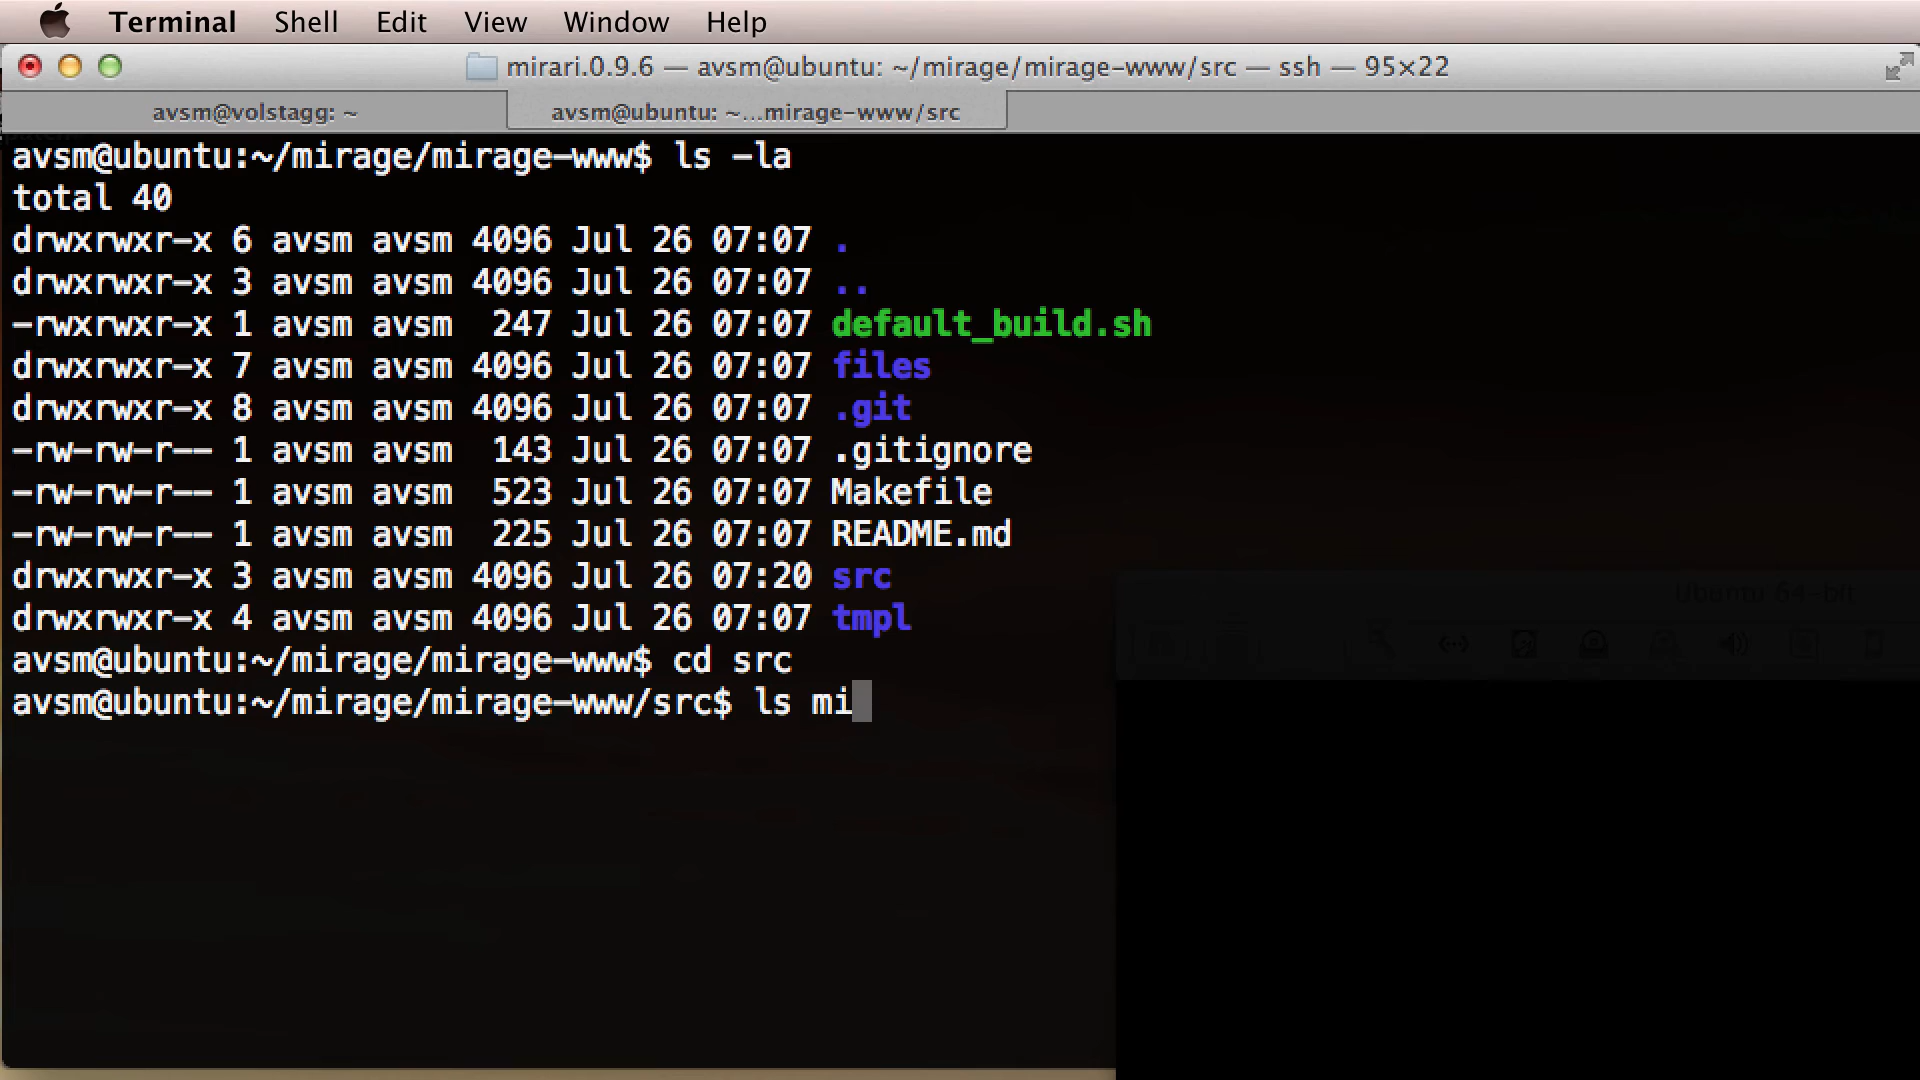 Terminal Shell Edit View Window Help
mirari.0.9.6 — avsm@ubuntu: ~/mirage/mirage-www/src — ssh — 95×22
avsm@volstagg: ~
avsm@ubuntu: ~...mirage-www/src
avsm@ubuntu:~/mirage/mirage-www$ ls -la
total 40
drwxrwxr-x 6 avsm avsm 4096 Jul 26 07:07 .
drwxrwxr-x 3 avsm avsm 4096 Jul 26 07:07 ..
-rwxrwxr-x 1 avsm avsm  247 Jul 26 07:07 default_build.sh
drwxrwxr-x 7 avsm avsm 4096 Jul 26 07:07 files
drwxrwxr-x 8 avsm avsm 4096 Jul 26 07:07 .git
-rw-rw-r-- 1 avsm avsm  143 Jul 26 07:07 .gitignore
-rw-rw-r-- 1 avsm avsm  523 Jul 26 07:07 Makefile
-rw-rw-r-- 1 avsm avsm  225 Jul 26 07:07 README.md
drwxrwxr-x 3 avsm avsm 4096 Jul 26 07:20 src
drwxrwxr-x 4 avsm avsm 4096 Jul 26 07:07 tmpl
Ubuntu 64-bit
avsm@ubuntu:~/mirage/mirage-www$ cd src
avsm@ubuntu:~/mirage/mirage-www/src$ ls mi